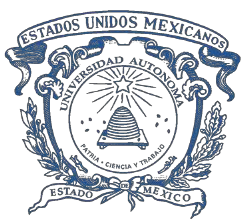 ESTADOS UNIDOS MEXICANOS
UNIVERSIDAD AUTONOMA
PATRIA • CIENCIA Y TRABAJO
ESTADO DE MEXICO